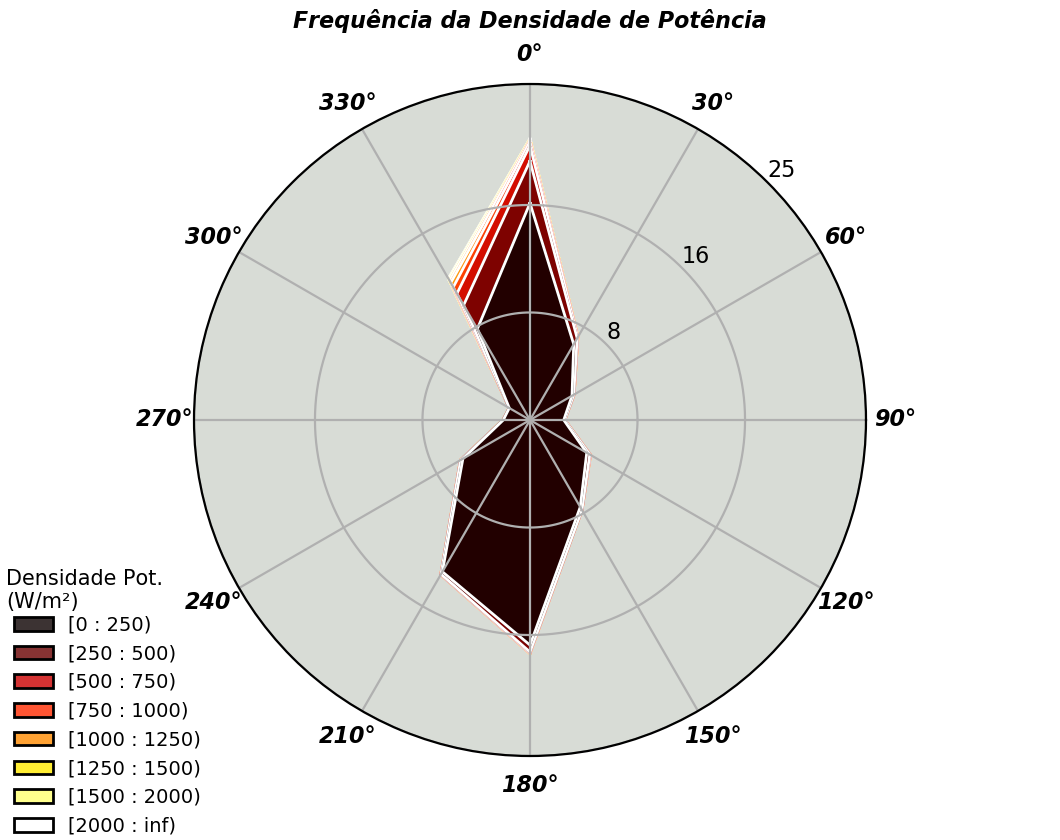 Frequência da Densidade de Potência
0°
330°
30°
25
300°
60°
16
8
270°
90°
Densidade Pot.
(W/m²)
240°
120°
[0 : 250)
[250 : 500)
[500 : 750)
[750 : 1000)
[1000 : 1250)
[1250 : 1500)
[1500 : 2000)
[2000 : inf)
210°
150°
180°